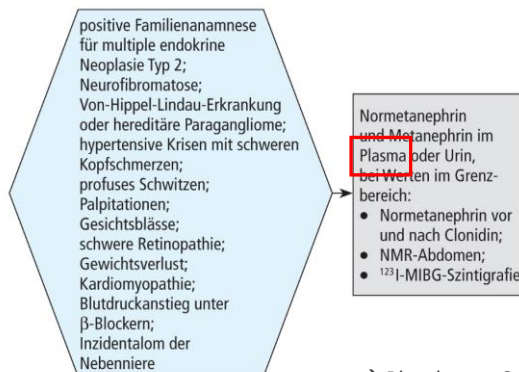 positive Familienanamnese
für multiple endokrine
Neoplasie Typ 2;
Neurofibromatose;
Von-Hippel-Lindau-Erkrankung
oder hereditäre Paragangliome;
hypertensive Krisen mit schweren
Kopfschmerzen;
profuses Schwitzen;
Palpitationen;
Gesichtsblässe;
schwere Retinopathie;
Gewichtsverlust;
Kardiomyopathie;
Blutdruckanstieg unter
β-Blockern;
Inzidentalom der
Nebenniere
Normetanephrin
und Metanephrin im
Plasma oder Urin,
bei Werten im Grenz-
bereich:
• Normetanephrin vor
und nach Clonidin;
• NMR-Abdomen;
• ¹²³I-MIBG-Szintigrafie